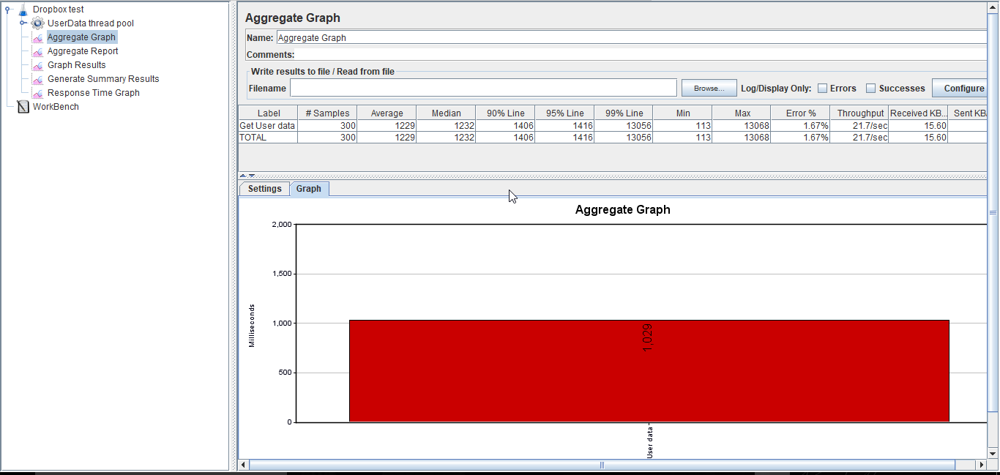 Dropbox test
UserData thread pool
Aggregate Graph
Aggregate Report
Graph Results
Generate Summary Results
Response Time Graph
WorkBench
Aggregate Graph
Name: Aggregate Graph
Comments:
Write results to file / Read from file
Filename Browse... Log/Display Only: Errors Successes Configure
Label # Samples Average Median 90% Line 95% Line 99% Line Min Max Error % Throughput Received KB... Sent KB
Get User data 300 1229 1232 1406 1416 13056 113 13068 1.67% 21.7/sec 15.60
TOTAL 300 1229 1232 1406 1416 13056 113 13068 1.67% 21.7/sec 15.60
Settings Graph
Aggregate Graph
2,000
1,500
1,000
500
0
Milliseconds
1,029
User data